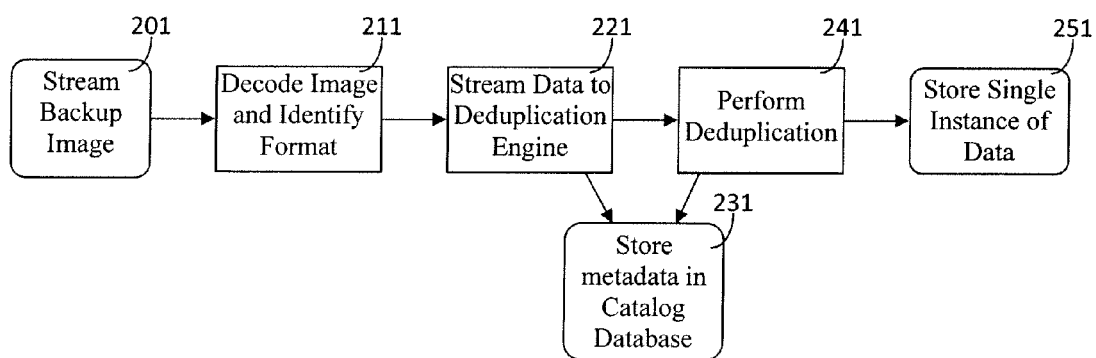 201
Stream
Backup
Image
211
Decode Image
and Identify
Format
221
Stream Data to
Deduplication
Engine
241
Perform
Deduplication
251
Store Single
Instance of
Data
231
Store
metadata in
Catalog
Database